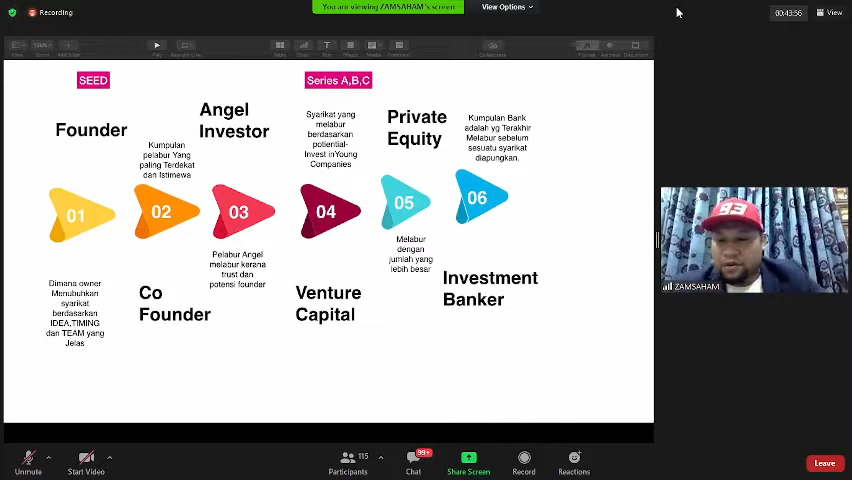 Recording
You are viewing ZAMSAHAM's screen
View Options
00:43:56
View
SEED
Series A,B,C
Founder
Kumpulan
pelabur Yang
paling Terdekat
dan Istimewa
Angel
Investor
Syarikat yang
melabur
berdasarkan
potiential-
Invest inYoung
Companies
Private
Equity
Kumpulan Bank
adalah yg Terakhir
Melabur sebelum
sesuatu syarikat
diapungkan.
01
02
03
04
05
06
Dimana owner
Menubuhkan
syarikat
berdasarkan
IDEA,TIMING
dan TEAM yang
Jelas
Co
Founder
Pelabur Angel
melabur kerana
trust dan
potensi founder
Venture
Capital
Melabur
dengan
jumlah yang
lebih besar
Investment
Banker
93
ZAMSAHAM
Unmute
Start Video
115
Participants
99+
Chat
Share Screen
Record
Reactions
Leave